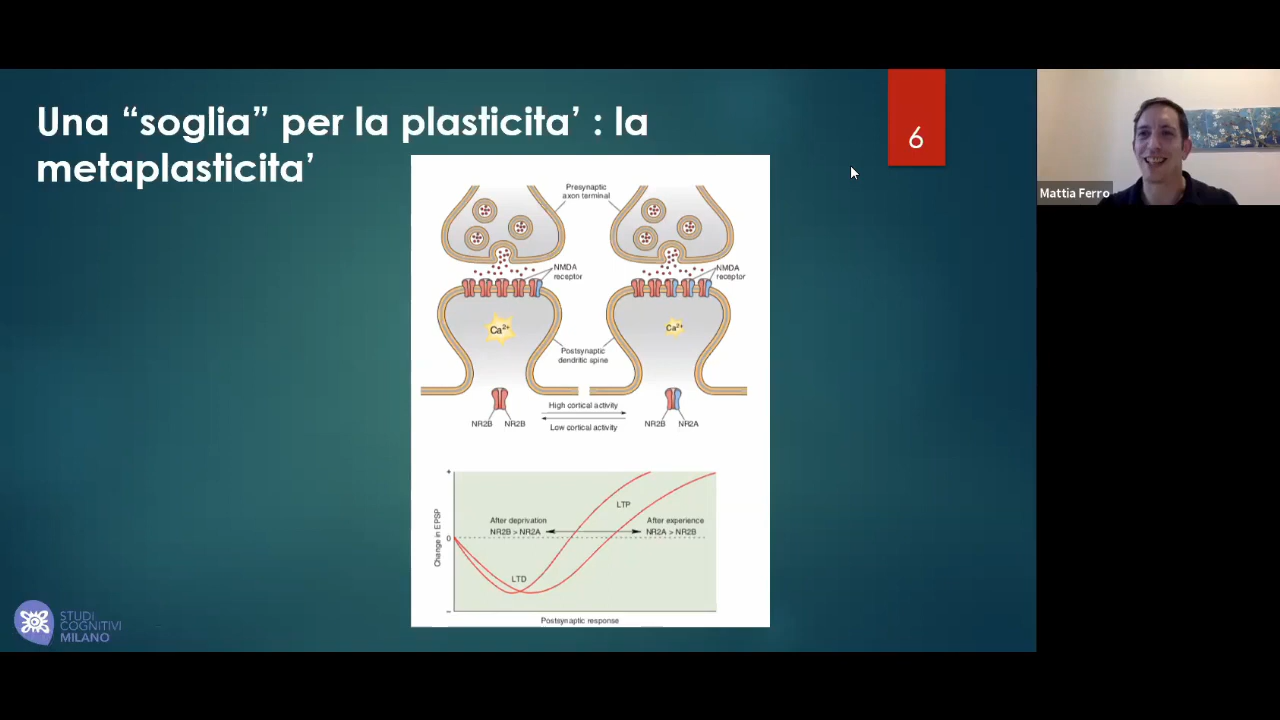 Una “soglia” per la plasticita’ : la
metaplasticita’
6
Mattia Ferro
Presynaptic
axon terminal
NMDA
receptor
NMDA
receptor
Ca2+
Ca2+
Postsynaptic
dendritic spine
High cortical activity
Low cortical activity
NR2B
NR2B
NR2B
NR2A
+
LTP
After deprivation
NR2B > NR2A
After experience
NR2A > NR2B
Change in EPSP
0
LTD
–
Postsynaptic response
STUDI
COGNITIVI
MILANO